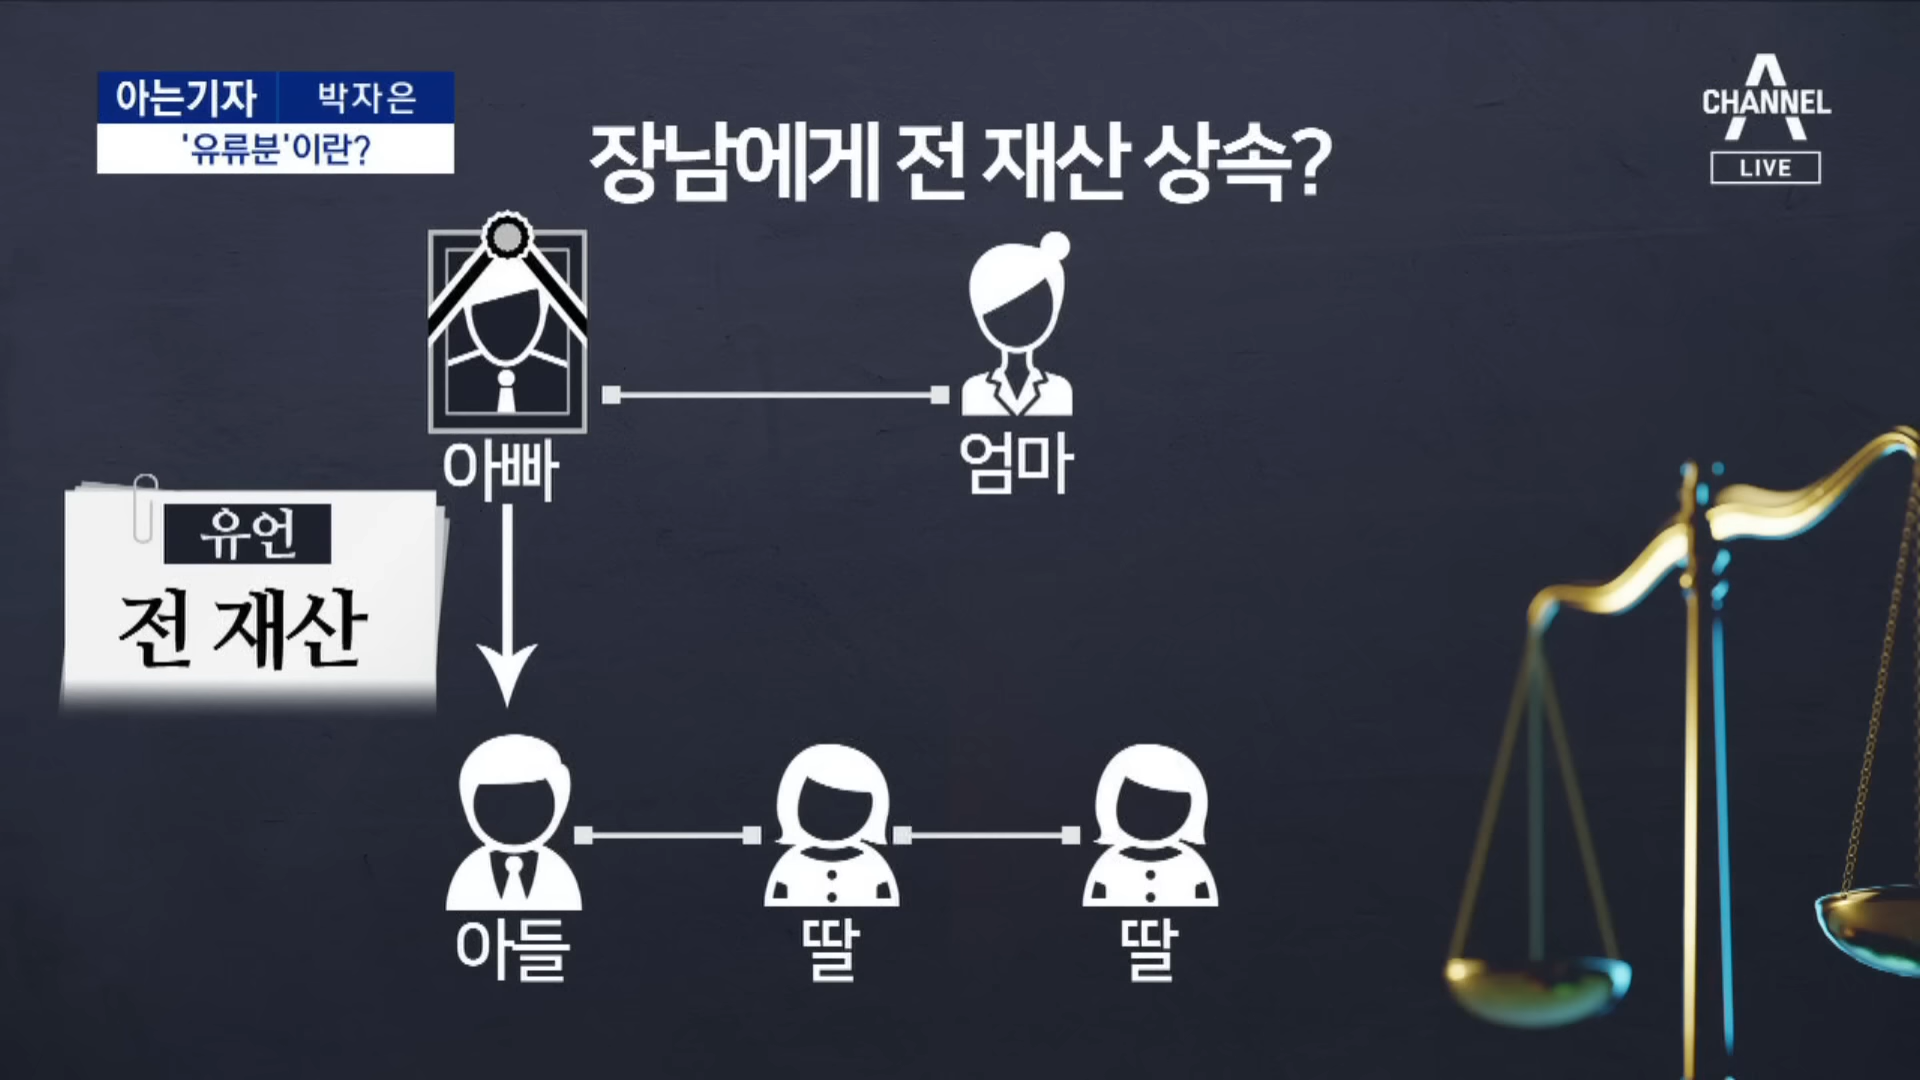 아는기자 박자은
'유류분'이란?
장남에게 전 재산 상속?
CHANNEL A
LIVE
아빠
엄마
유언
전 재산
아들
딸
딸